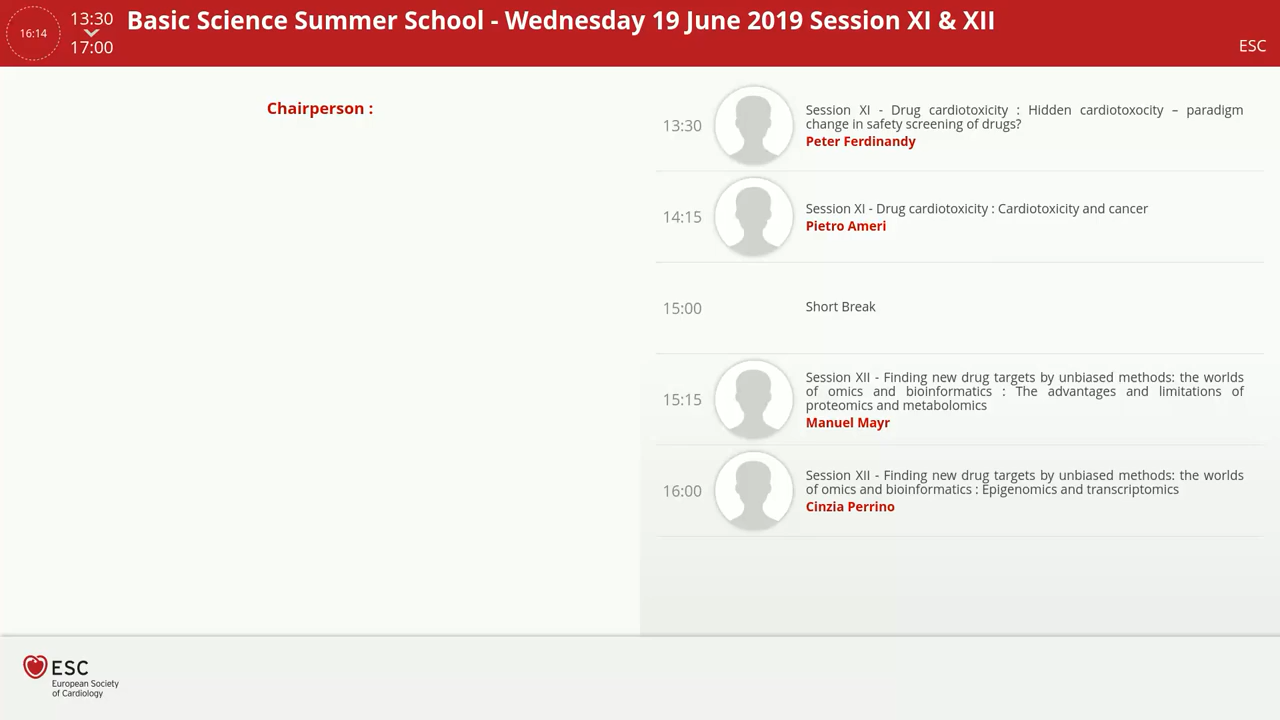 16:14
13:30
17:00
Basic Science Summer School - Wednesday 19 June 2019 Session XI & XII
ESC
Chairperson :
13:30
Session XI - Drug cardiotoxicity : Hidden cardiotoxocity – paradigm
change in safety screening of drugs?
Peter Ferdinandy
14:15
Session XI - Drug cardiotoxicity : Cardiotoxicity and cancer
Pietro Ameri
15:00
Short Break
15:15
Session XII - Finding new drug targets by unbiased methods: the worlds
of omics and bioinformatics : The advantages and limitations of
proteomics and metabolomics
Manuel Mayr
16:00
Session XII - Finding new drug targets by unbiased methods: the worlds
of omics and bioinformatics : Epigenomics and transcriptomics
Cinzia Perrino
ESC
European Society
of Cardiology